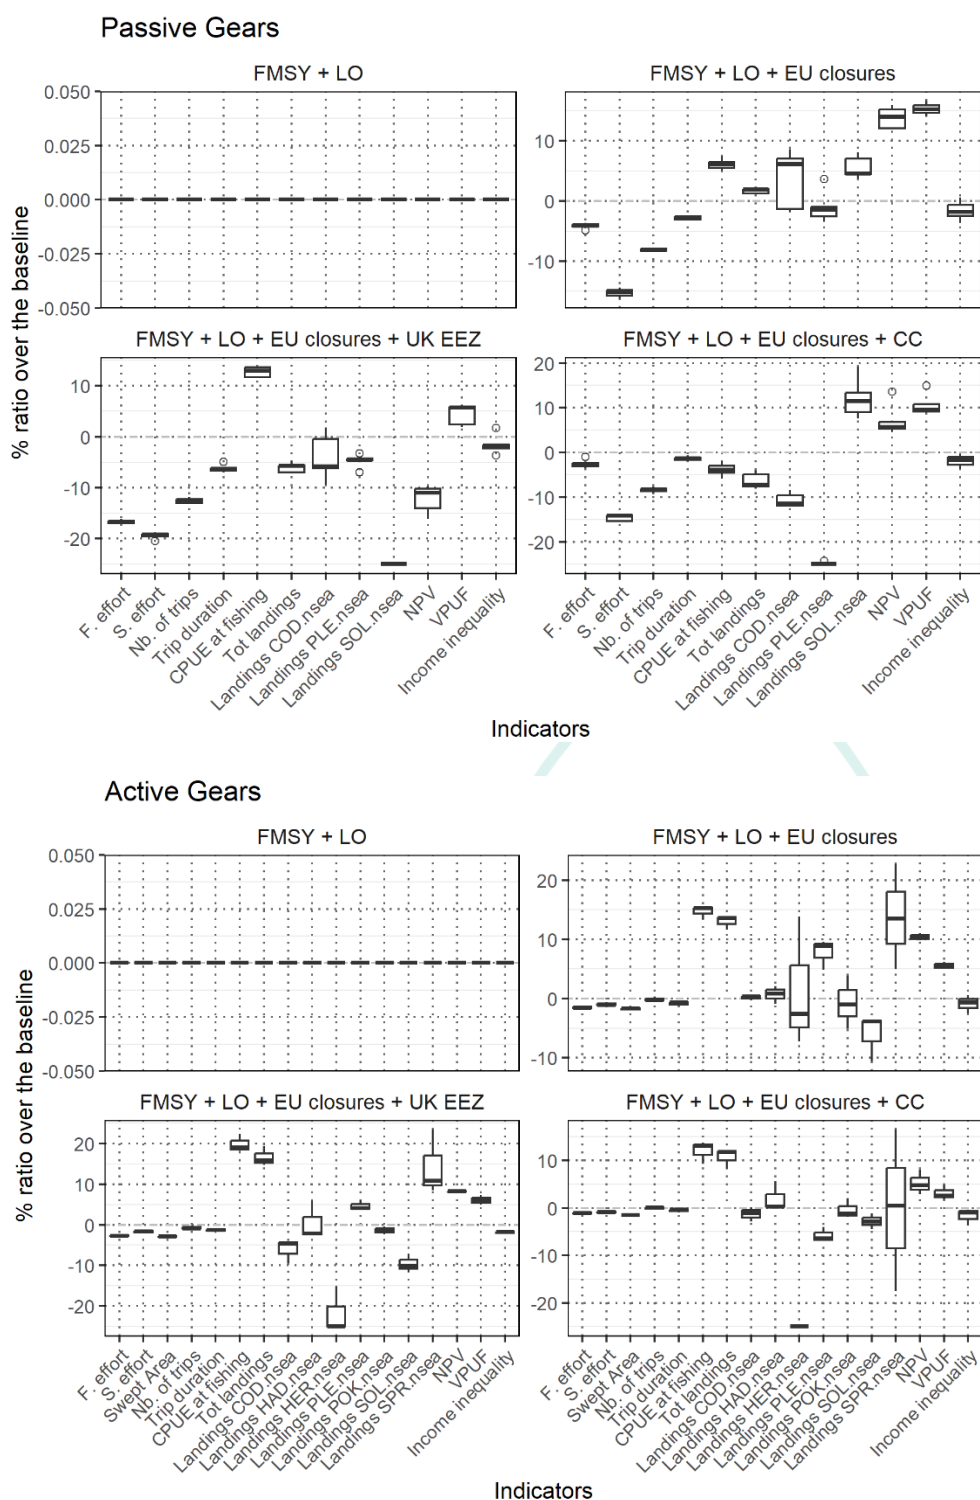 Passive Gears
FMSY + LO
FMSY + LO + EU closures
0.050
0.025
0.000
-0.025
-0.050
10
0
-10
% ratio over the baseline
FMSY + LO + EU closures + UK EEZ
FMSY + LO + EU closures + CC
10
0
-10
-20
20
10
0
-10
-20
F. effort
S. effort
Nb. of trips
Trip duration
CPUE at fishing
Tot landings
Landings COD.nsea
Landings PLE.nsea
Landings SOL.nsea
NPV
VPUF
Income inequality
F. effort
S. effort
Nb. of trips
Trip duration
CPUE at fishing
Tot landings
Landings COD.nsea
Landings PLE.nsea
Landings SOL.nsea
NPV
VPUF
Income inequality
Indicators
Active Gears
FMSY + LO
FMSY + LO + EU closures
0.050
0.025
0.000
-0.025
-0.050
20
10
0
-10
% ratio over the baseline
FMSY + LO + EU closures + UK EEZ
FMSY + LO + EU closures + CC
20
10
0
-10
-20
10
0
-10
-20
F. effort
S. effort
Swept Area
Nb. of trips
Trip duration
CPUE at fishing
Tot landings
Landings COD.nsea
Landings HAD.nsea
Landings HER.nsea
Landings PLE.nsea
Landings POK.nsea
Landings SOL.nsea
Landings SPR.nsea
NPV
VPUF
Income inequality
F. effort
S. effort
Swept Area
Nb. of trips
Trip duration
CPUE at fishing
Tot landings
Landings COD.nsea
Landings HAD.nsea
Landings HER.nsea
Landings PLE.nsea
Landings POK.nsea
Landings SOL.nsea
Landings SPR.nsea
NPV
VPUF
Income inequality
Indicators